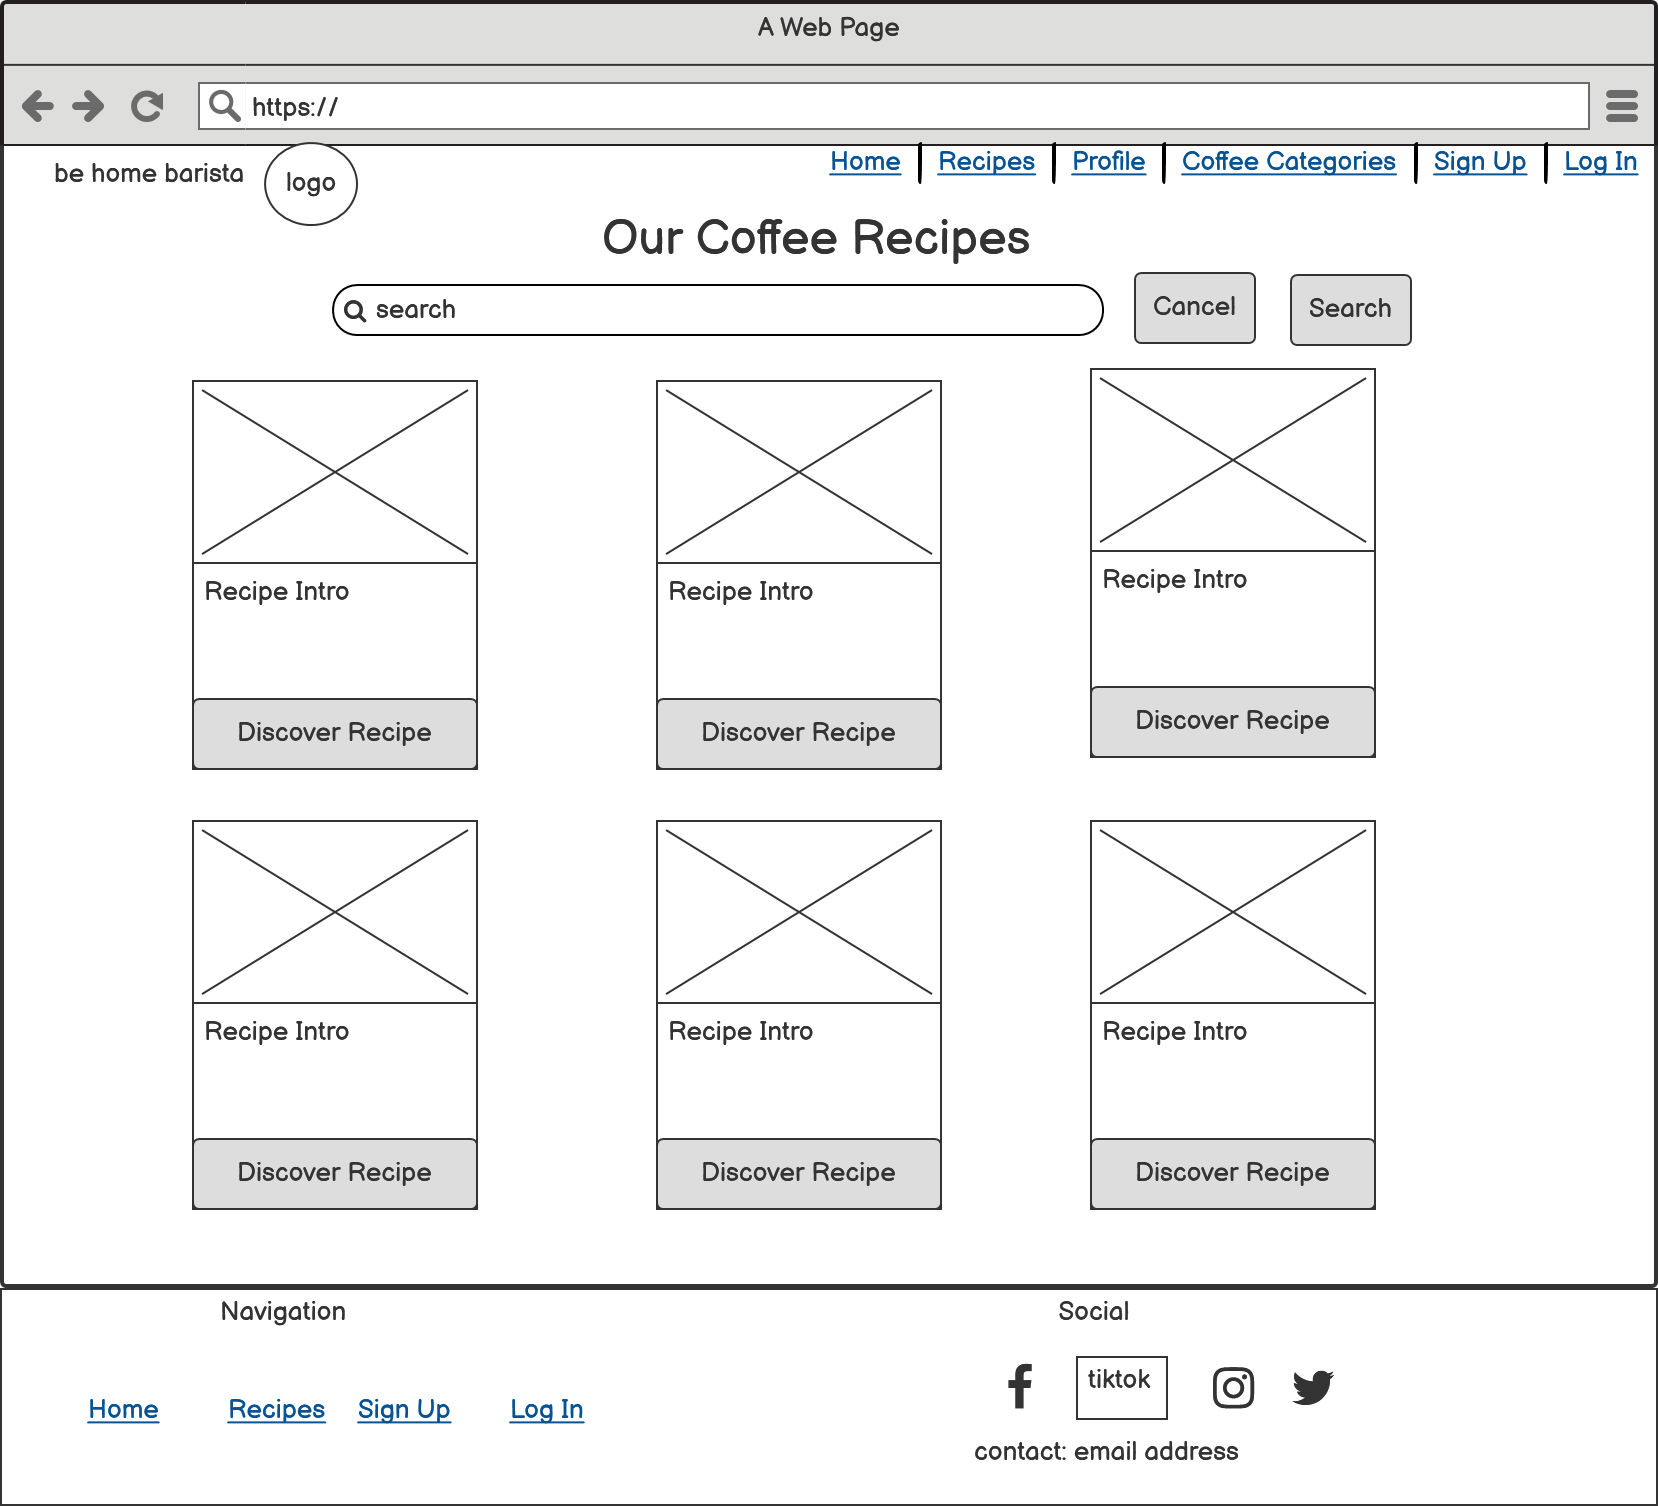 A Web Page
https://
be home barista
logo
Home
Recipes
Profile
Coffee Categories
Sign Up
Log In
Our Coffee Recipes
search
Cancel
Search
Recipe Intro
Recipe Intro
Recipe Intro
Discover Recipe
Discover Recipe
Discover Recipe
Recipe Intro
Recipe Intro
Recipe Intro
Discover Recipe
Discover Recipe
Discover Recipe
Navigation
Home
Recipes
Sign Up
Log In
Social
tiktok
contact: email address